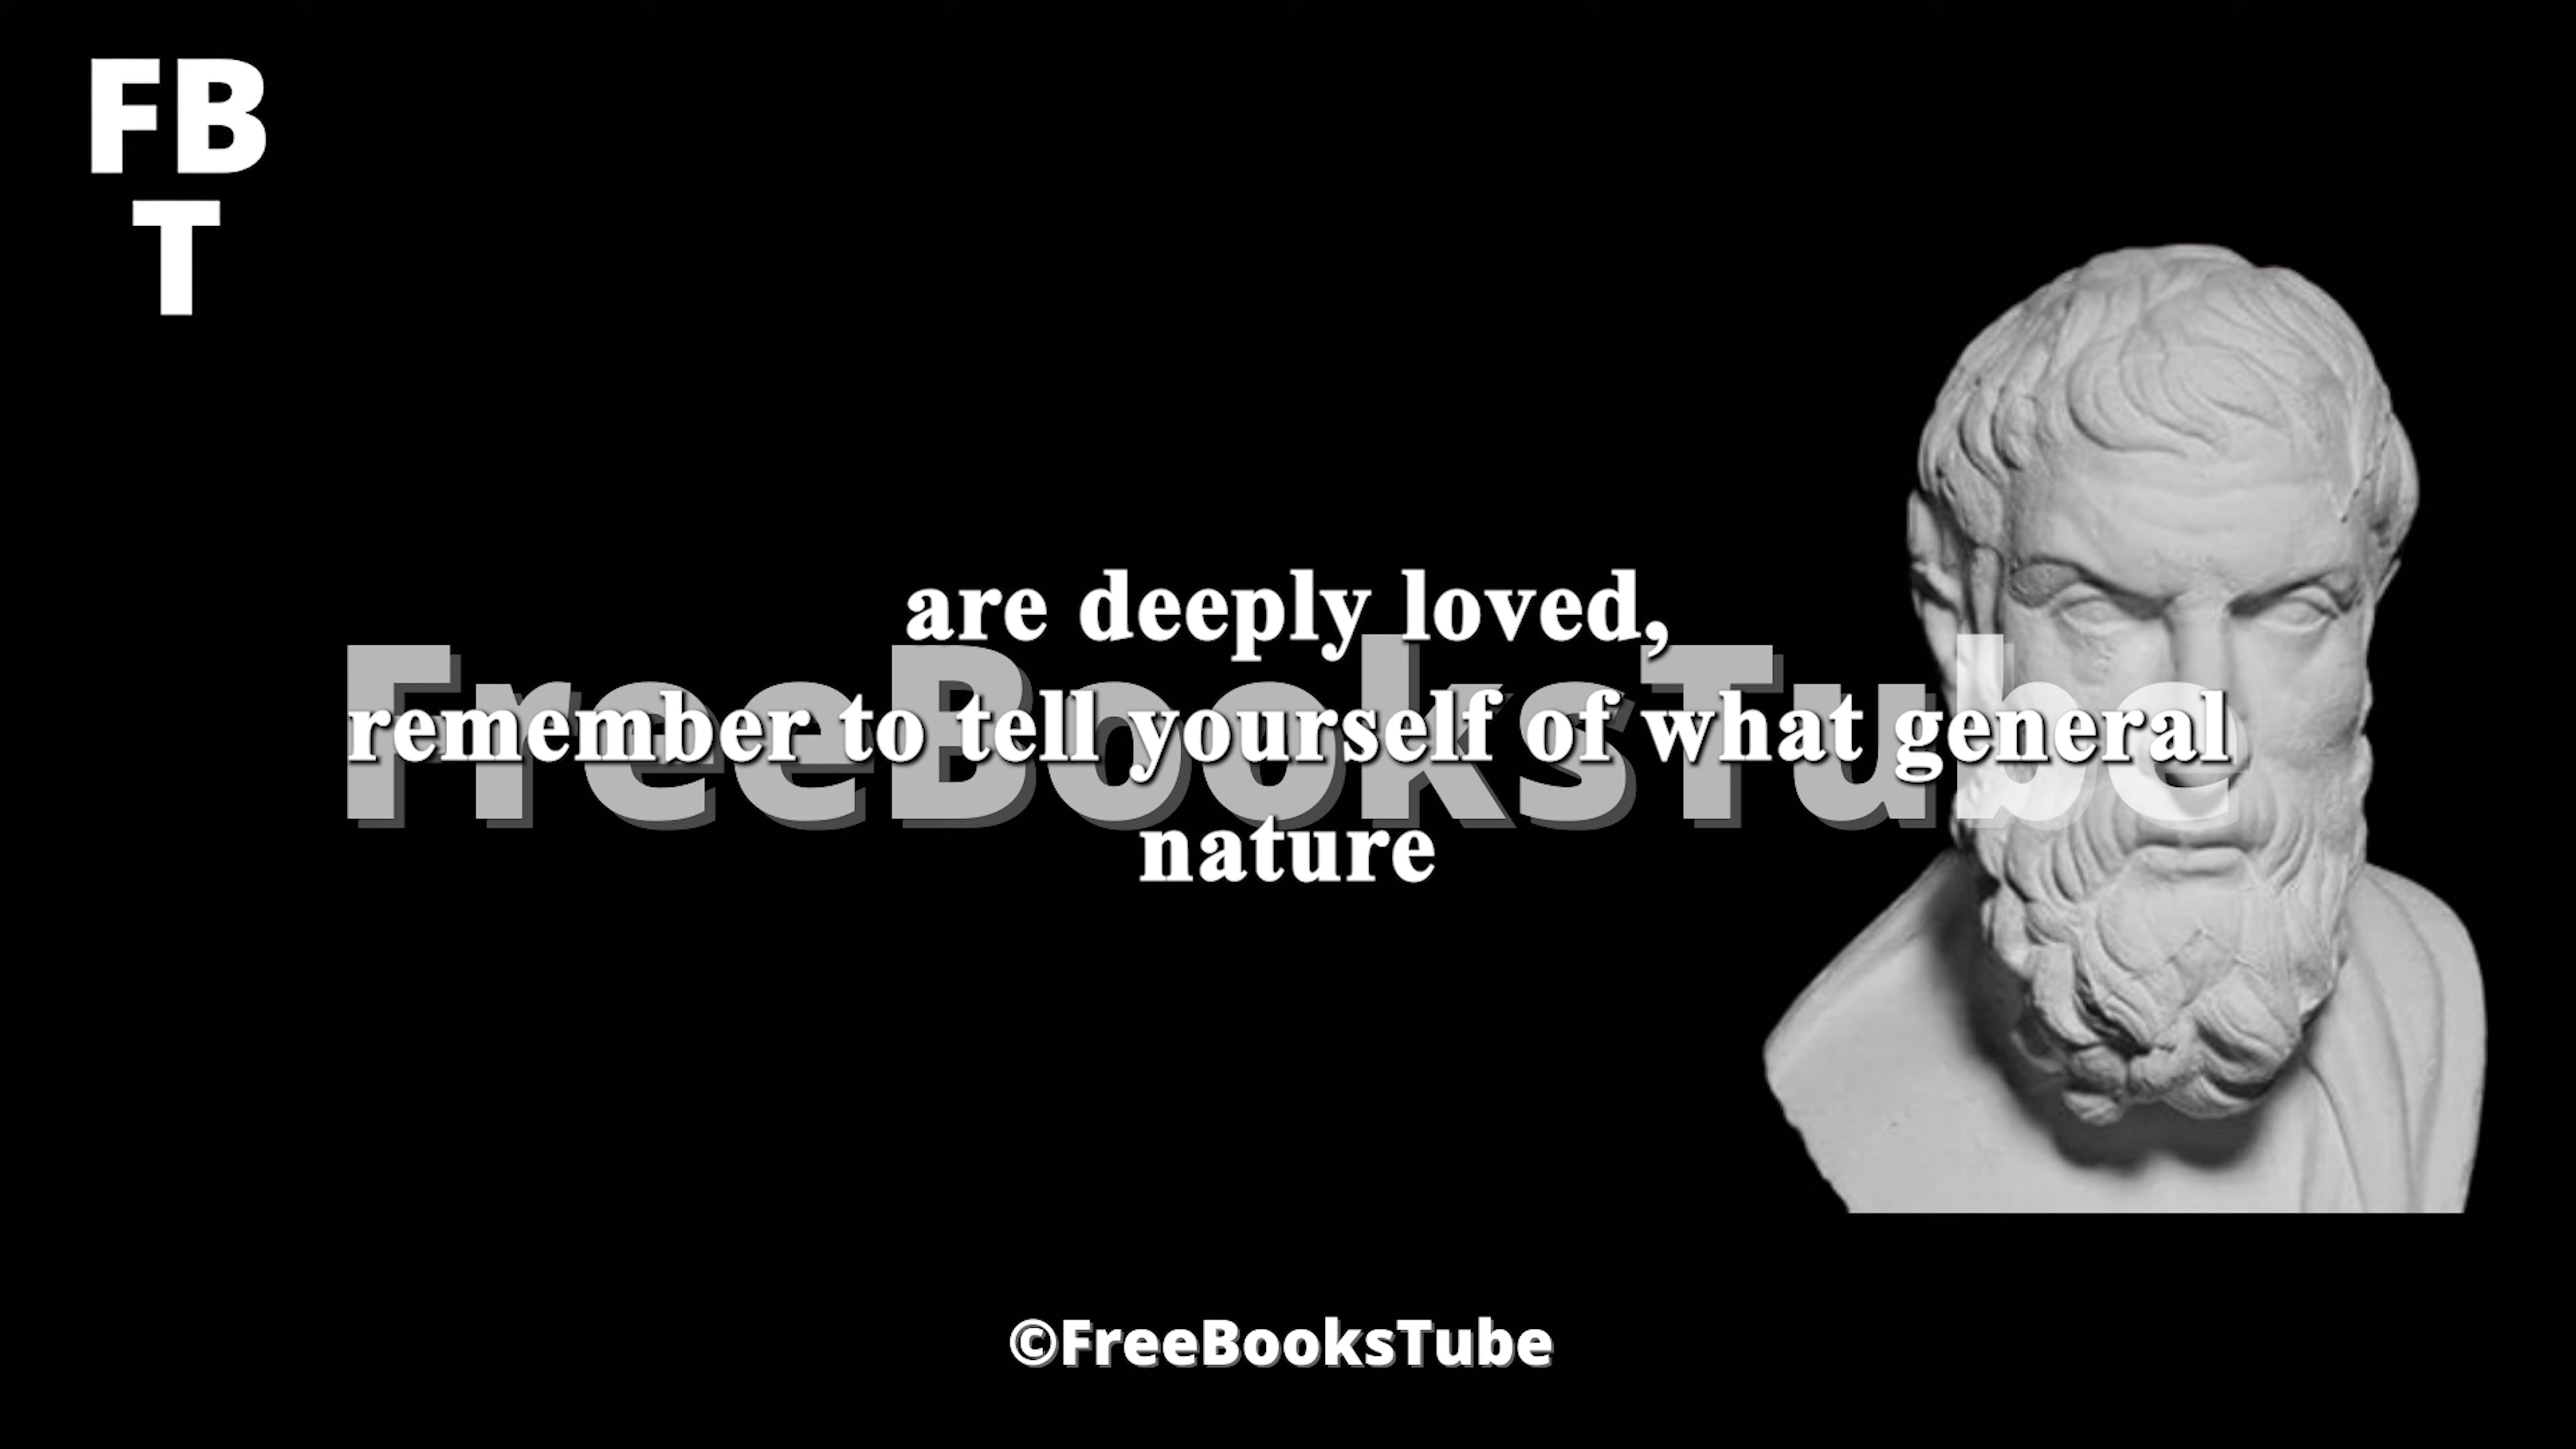 FB
T
are deeply loved,
FreeBooksTube
remember to tell yourself of what general
nature
©FreeBooksTube